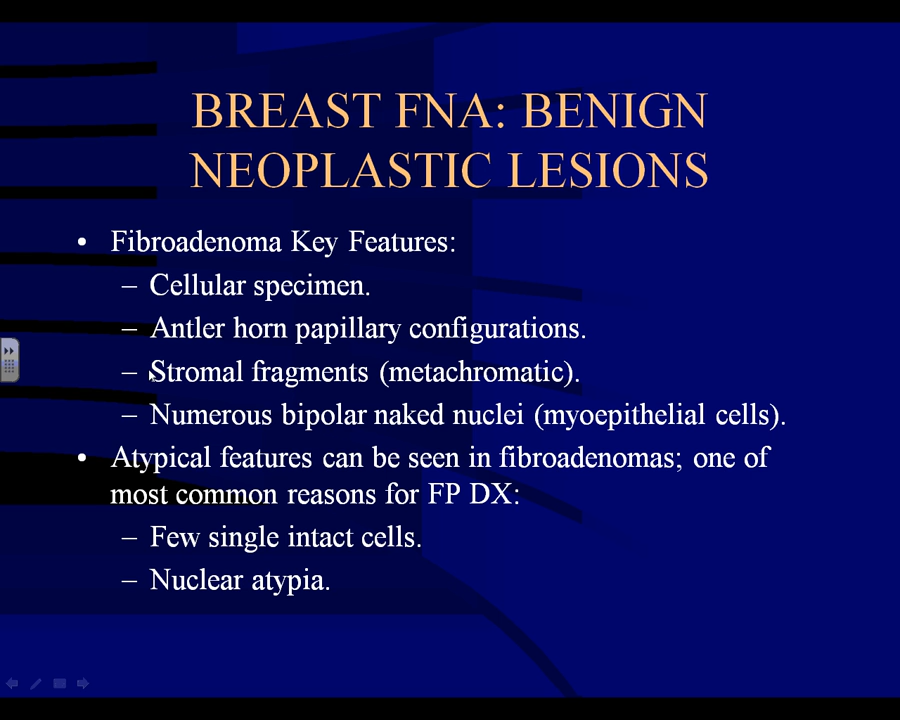 BREAST FNA: BENIGN
NEOPLASTIC LESIONS
• Fibroadenoma Key Features:
– Cellular specimen.
– Antler horn papillary configurations.
– Stromal fragments (metachromatic).
– Numerous bipolar naked nuclei (myoepithelial cells).
• Atypical features can be seen in fibroadenomas; one of
most common reasons for FP DX:
– Few single intact cells.
– Nuclear atypia.